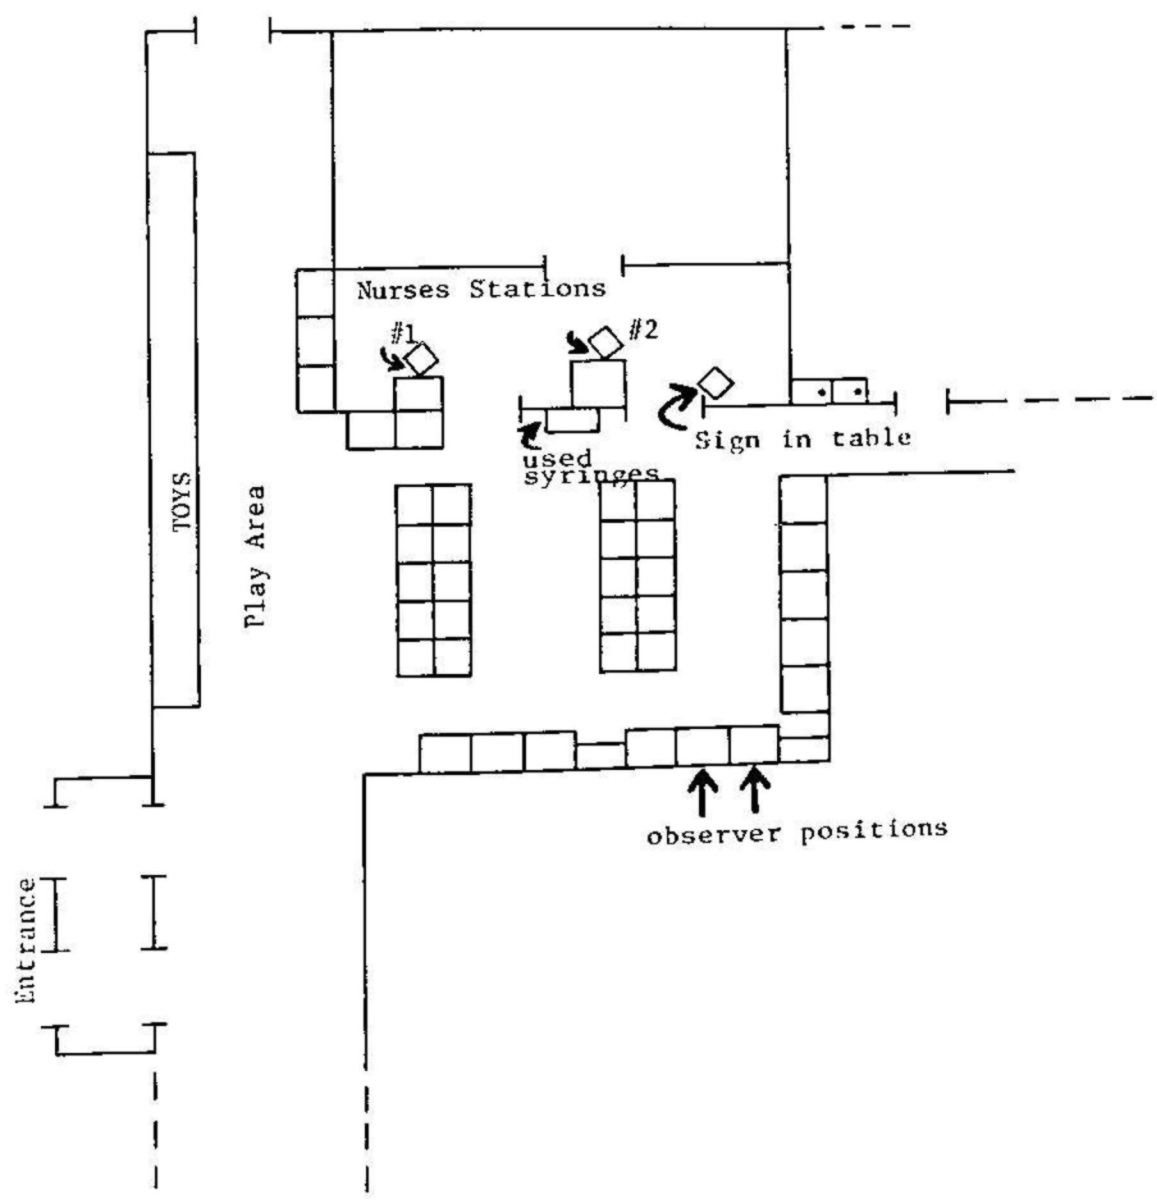 Nurses Stations
#1
#2
Sign in table
used
syringes
TOYS
Play Area
observer positions
Entrance